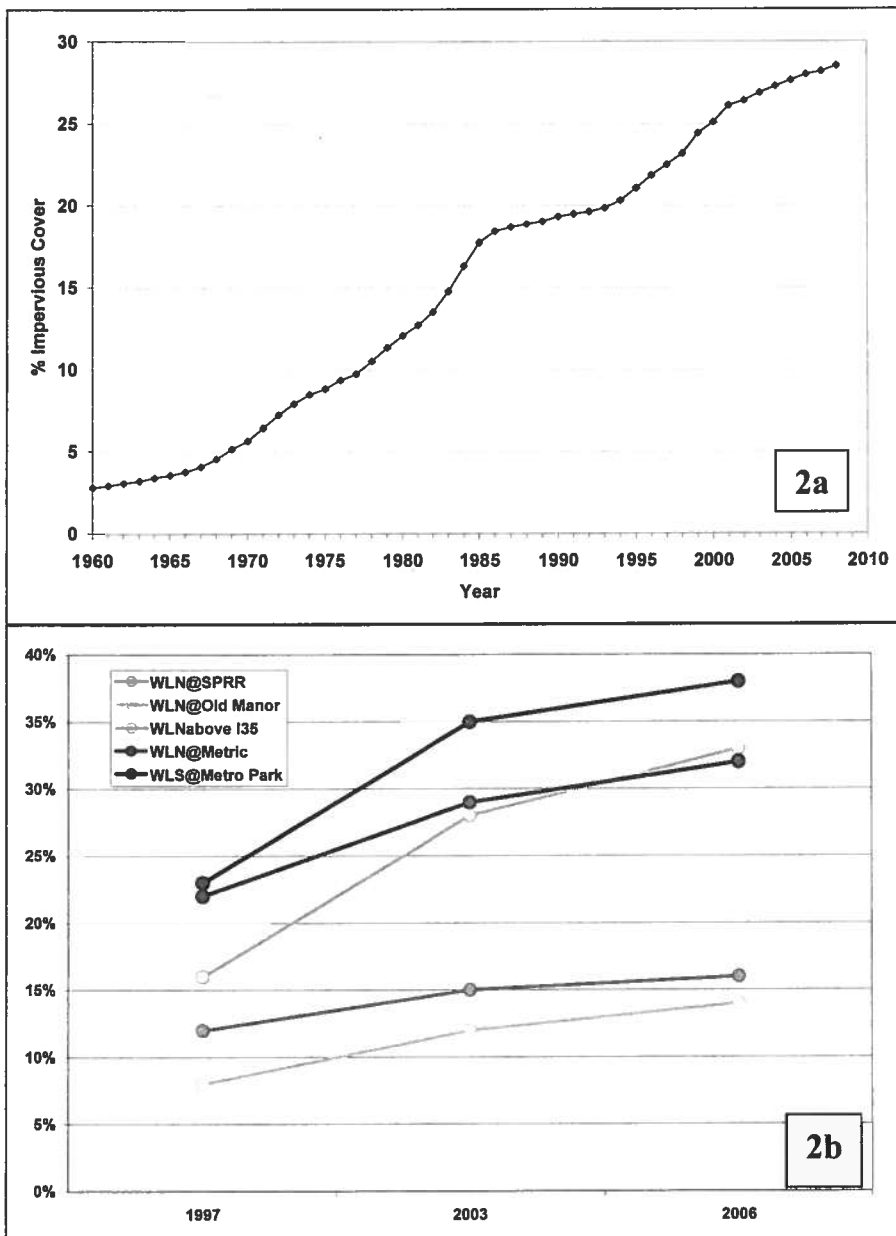 30
25
20
15
10
5
0
% Impervious Cover
1960 1965 1970 1975 1980 1985 1990 1995 2000 2005 2010
Year
2a
40%
35%
30%
25%
20%
15%
10%
5%
0%
WLN@SPRR
WLN@Old Manor
WLNabove I35
WLN@Metric
WLS@Metro Park
1997 2003 2006
2b